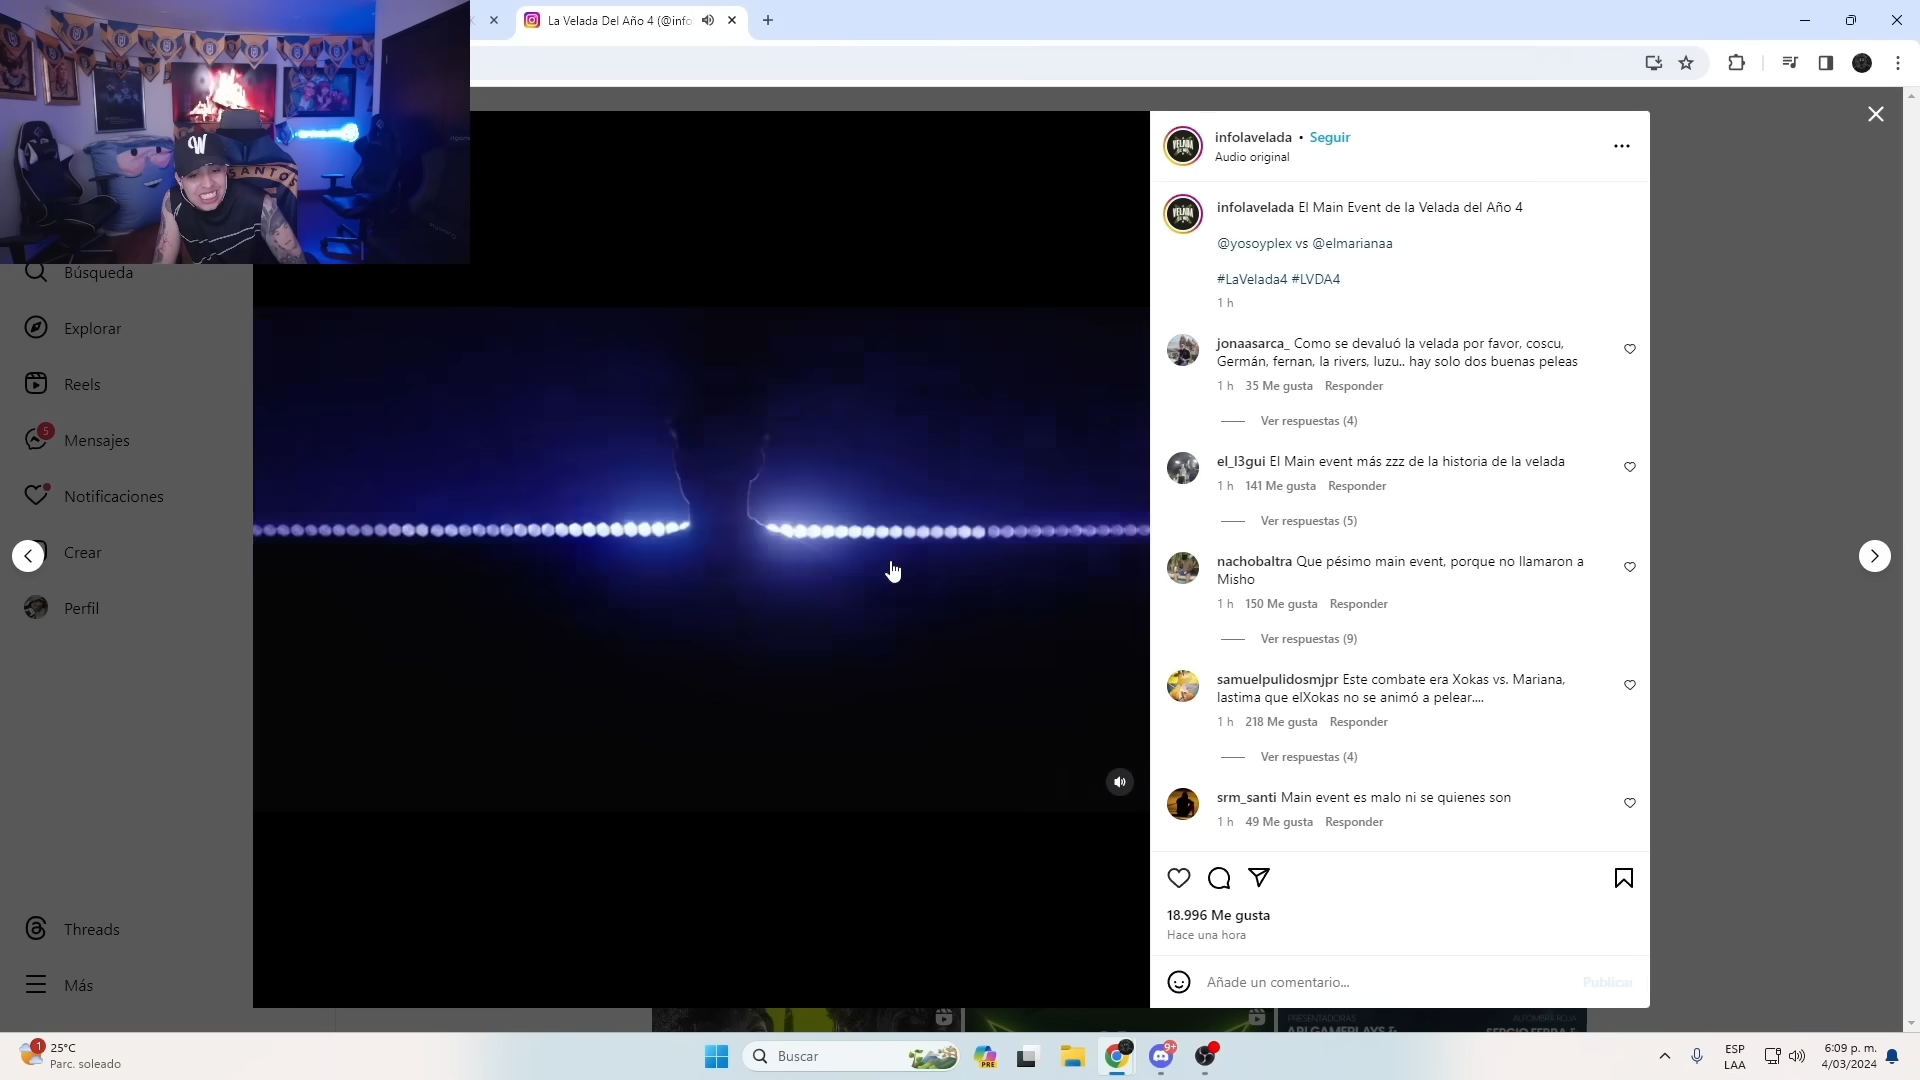 La Velada Del Año 4 (@info
W
SANTOS
Búsqueda
Explorar
Reels
5
Mensajes
Notificaciones
Crear
Perfil
Threads
Más
infolavelada • Seguir
Audio original
infolavelada El Main Event de la Velada del Año 4
@yosoyplex vs @elmarianaa
#LaVelada4 #LVDA4
1 h
jonaasarca_ Como se devaluó la velada por favor, coscu,
Germán, fernan, la rivers, luzu.. hay solo dos buenas peleas
1 h 35 Me gusta Responder
Ver respuestas (4)
el_l3gui El Main event más zzz de la historia de la velada
1 h 141 Me gusta Responder
Ver respuestas (5)
nachobaltra Que pésimo main event, porque no llamaron a
Misho
1 h 150 Me gusta Responder
Ver respuestas (9)
samuelpulidosmjpr Este combate era Xokas vs. Mariana,
lastima que elXokas no se animó a pelear....
1 h 218 Me gusta Responder
Ver respuestas (4)
srm_santi Main event es malo ni se quienes son
1 h 49 Me gusta Responder
18.996 Me gusta
Hace una hora
Añade un comentario... Publicar
PRESENTADORAS
ALFOMBRA ROJA
1
25°C
Parc. soleado
Buscar
PRE
9+
ESP
LAA
6:09 p. m.
4/03/2024